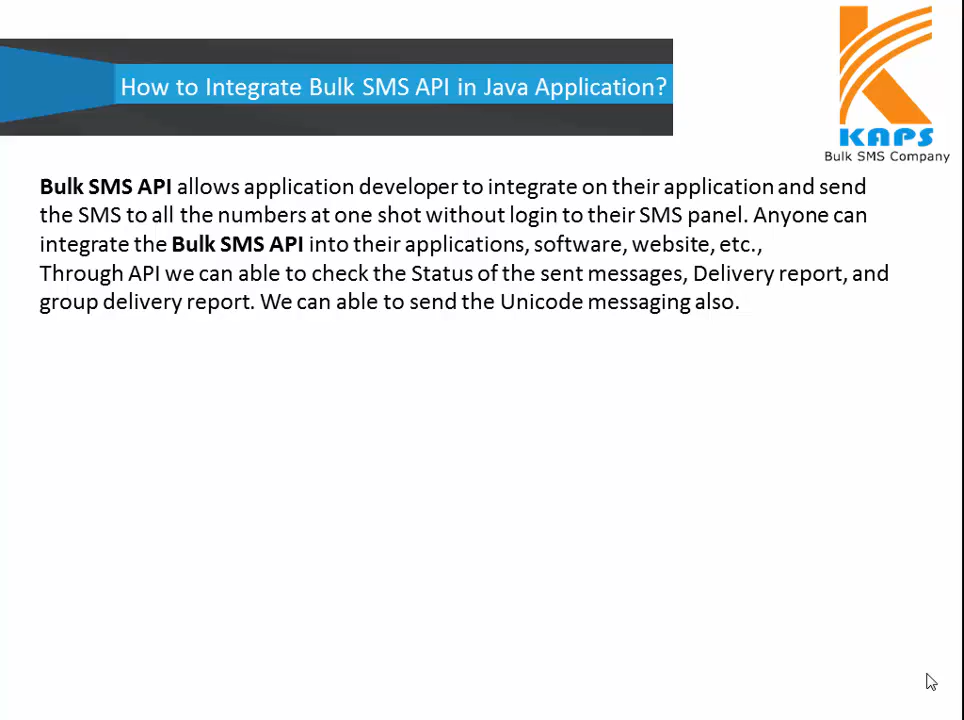 How to Integrate Bulk SMS API in Java Application?
KAPS
Bulk SMS Company
Bulk SMS API allows application developer to integrate on their application and send
the SMS to all the numbers at one shot without login to their SMS panel. Anyone can
integrate the Bulk SMS API into their applications, software, website, etc.,
Through API we can able to check the Status of the sent messages, Delivery report, and
group delivery report. We can able to send the Unicode messaging also.